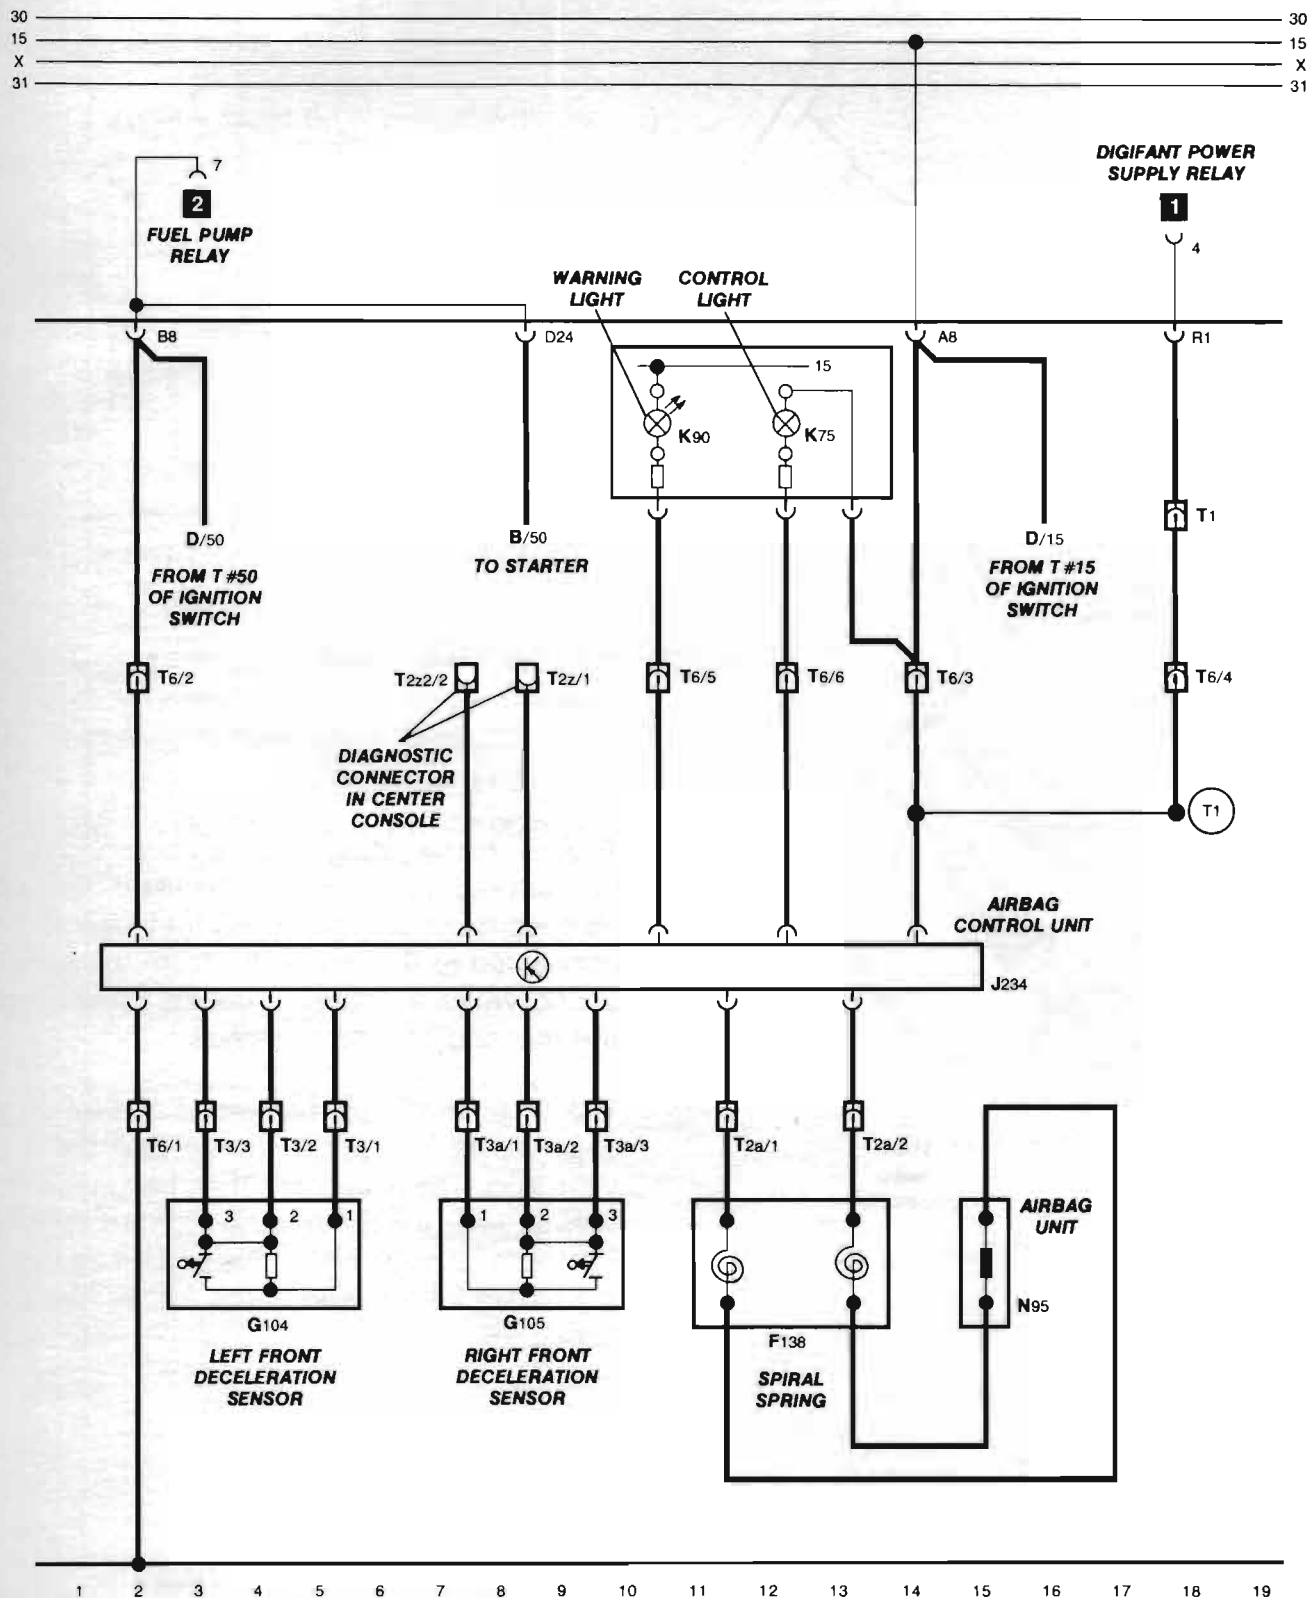 30 30
15 15
X X
31 31
7
2
FUEL PUMP
RELAY
DIGIFANT POWER
SUPPLY RELAY
1
4
WARNING
LIGHT
CONTROL
LIGHT
B8
D24
A8
R1
15
K90
K75
T1
D/50
FROM T #50
OF IGNITION
SWITCH
B/50
TO STARTER
D/15
FROM T #15
OF IGNITION
SWITCH
T6/2
T2z2/2
T2z/1
T6/5
T6/6
T6/3
T6/4
DIAGNOSTIC
CONNECTOR
IN CENTER
CONSOLE
T1
AIRBAG
CONTROL UNIT
J234
T6/1
T3/3
T3/2
T3/1
T3a/1
T3a/2
T3a/3
T2a/1
T2a/2
3 2 1
1 2 3
AIRBAG
UNIT
N95
G104
LEFT FRONT
DECELERATION
SENSOR
G105
RIGHT FRONT
DECELERATION
SENSOR
F138
SPIRAL
SPRING
1 2 3 4 5 6 7 8 9 10 11 12 13 14 15 16 17 18 19